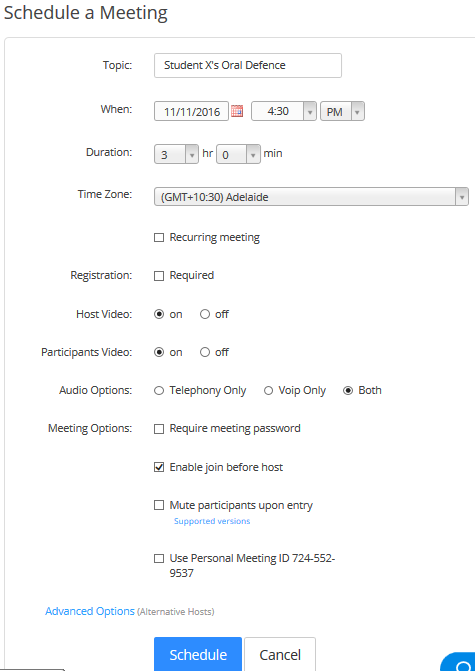 Schedule a Meeting
Topic: Student X's Oral Defence
When: 11/11/2016 4:30 PM
Duration: 3 hr 0 min
Time Zone: (GMT+10:30) Adelaide
Recurring meeting
Registration: Required
Host Video: on off
Participants Video: on off
Audio Options: Telephony Only Voip Only Both
Meeting Options: Require meeting password
Enable join before host
Mute participants upon entry
Supported versions
Use Personal Meeting ID 724-552-
9537
Advanced Options (Alternative Hosts)
Schedule Cancel